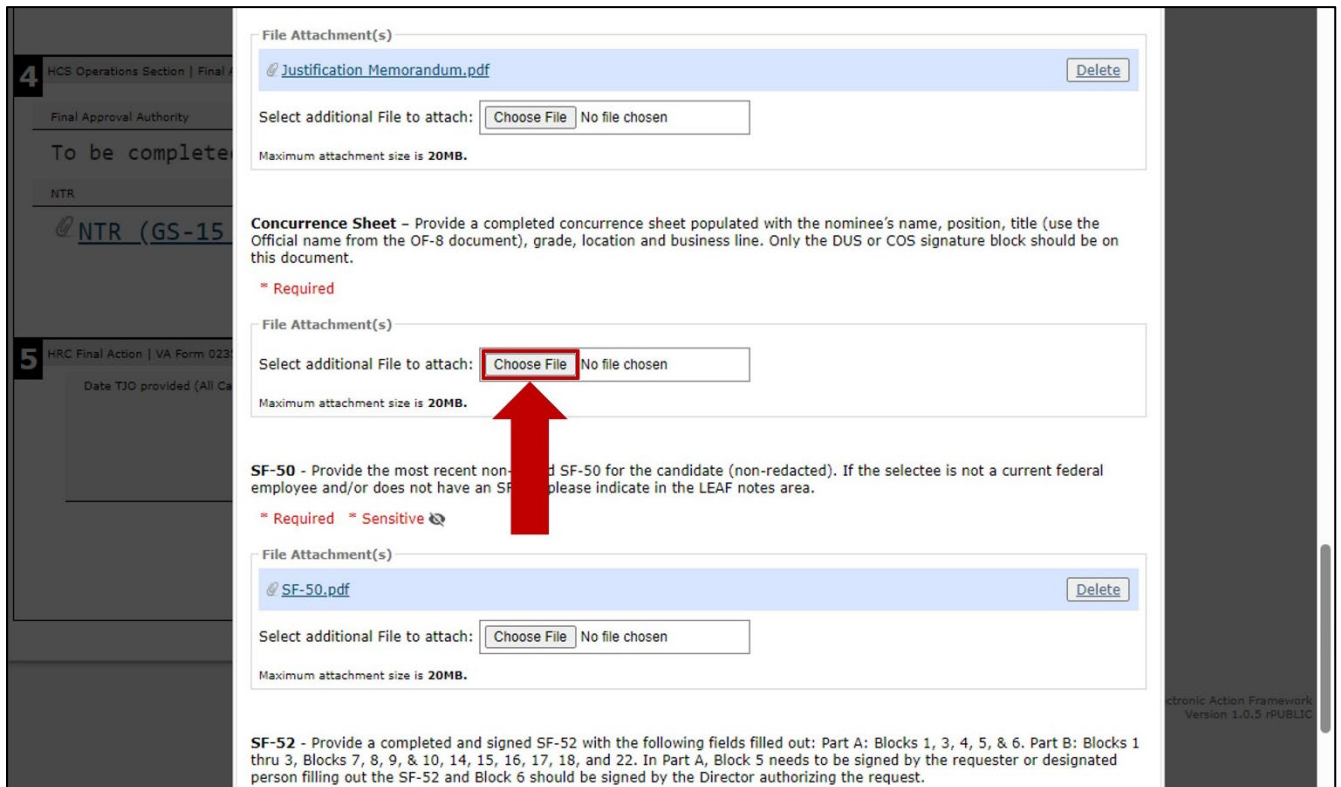 4
HCS Operations Section | Final
Final Approval Authority
To be complete
NTR
NTR (GS-15
5
HRC Final Action | VA Form 023
Date TJO provided (All Ca
File Attachment(s)
Justification Memorandum.pdf
Delete
Select additional File to attach: Choose File No file chosen
Maximum attachment size is 20MB.
Concurrence Sheet – Provide a completed concurrence sheet populated with the nominee's name, position, title (use the
Official name from the OF-8 document), grade, location and business line. Only the DUS or COS signature block should be on
this document.
* Required
File Attachment(s)
Select additional File to attach: Choose File No file chosen
Maximum attachment size is 20MB.
SF-50 - Provide the most recent non- SF-50 for the candidate (non-redacted). If the selectee is not a current federal
employee and/or does not have an please indicate in the LEAF notes area.
* Required * Sensitive
File Attachment(s)
SF-50.pdf
Delete
Select additional File to attach: Choose File No file chosen
Maximum attachment size is 20MB.
SF-52 - Provide a completed and signed SF-52 with the following fields filled out: Part A: Blocks 1, 3, 4, 5, & 6. Part B: Blocks 1
thru 3, Blocks 7, 8, 9, & 10, 14, 15, 16, 17, 18, and 22. In Part A, Block 5 needs to be signed by the requester or designated
person filling out the SF-52 and Block 6 should be signed by the Director authorizing the request.
ctronic Action Framework
Version 1.0.5 rPUBLIC